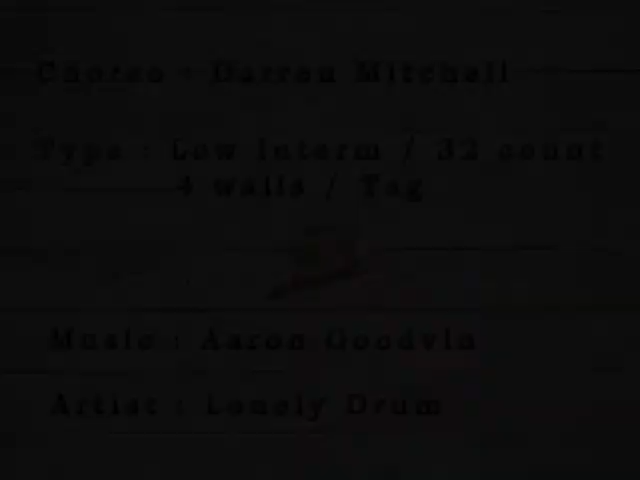 Choreo : Darren Mitchell
Type : Low Interm / 32 count
4 walls / Tag
Music : Aaron Goodvin
Artist : Lonely Drum